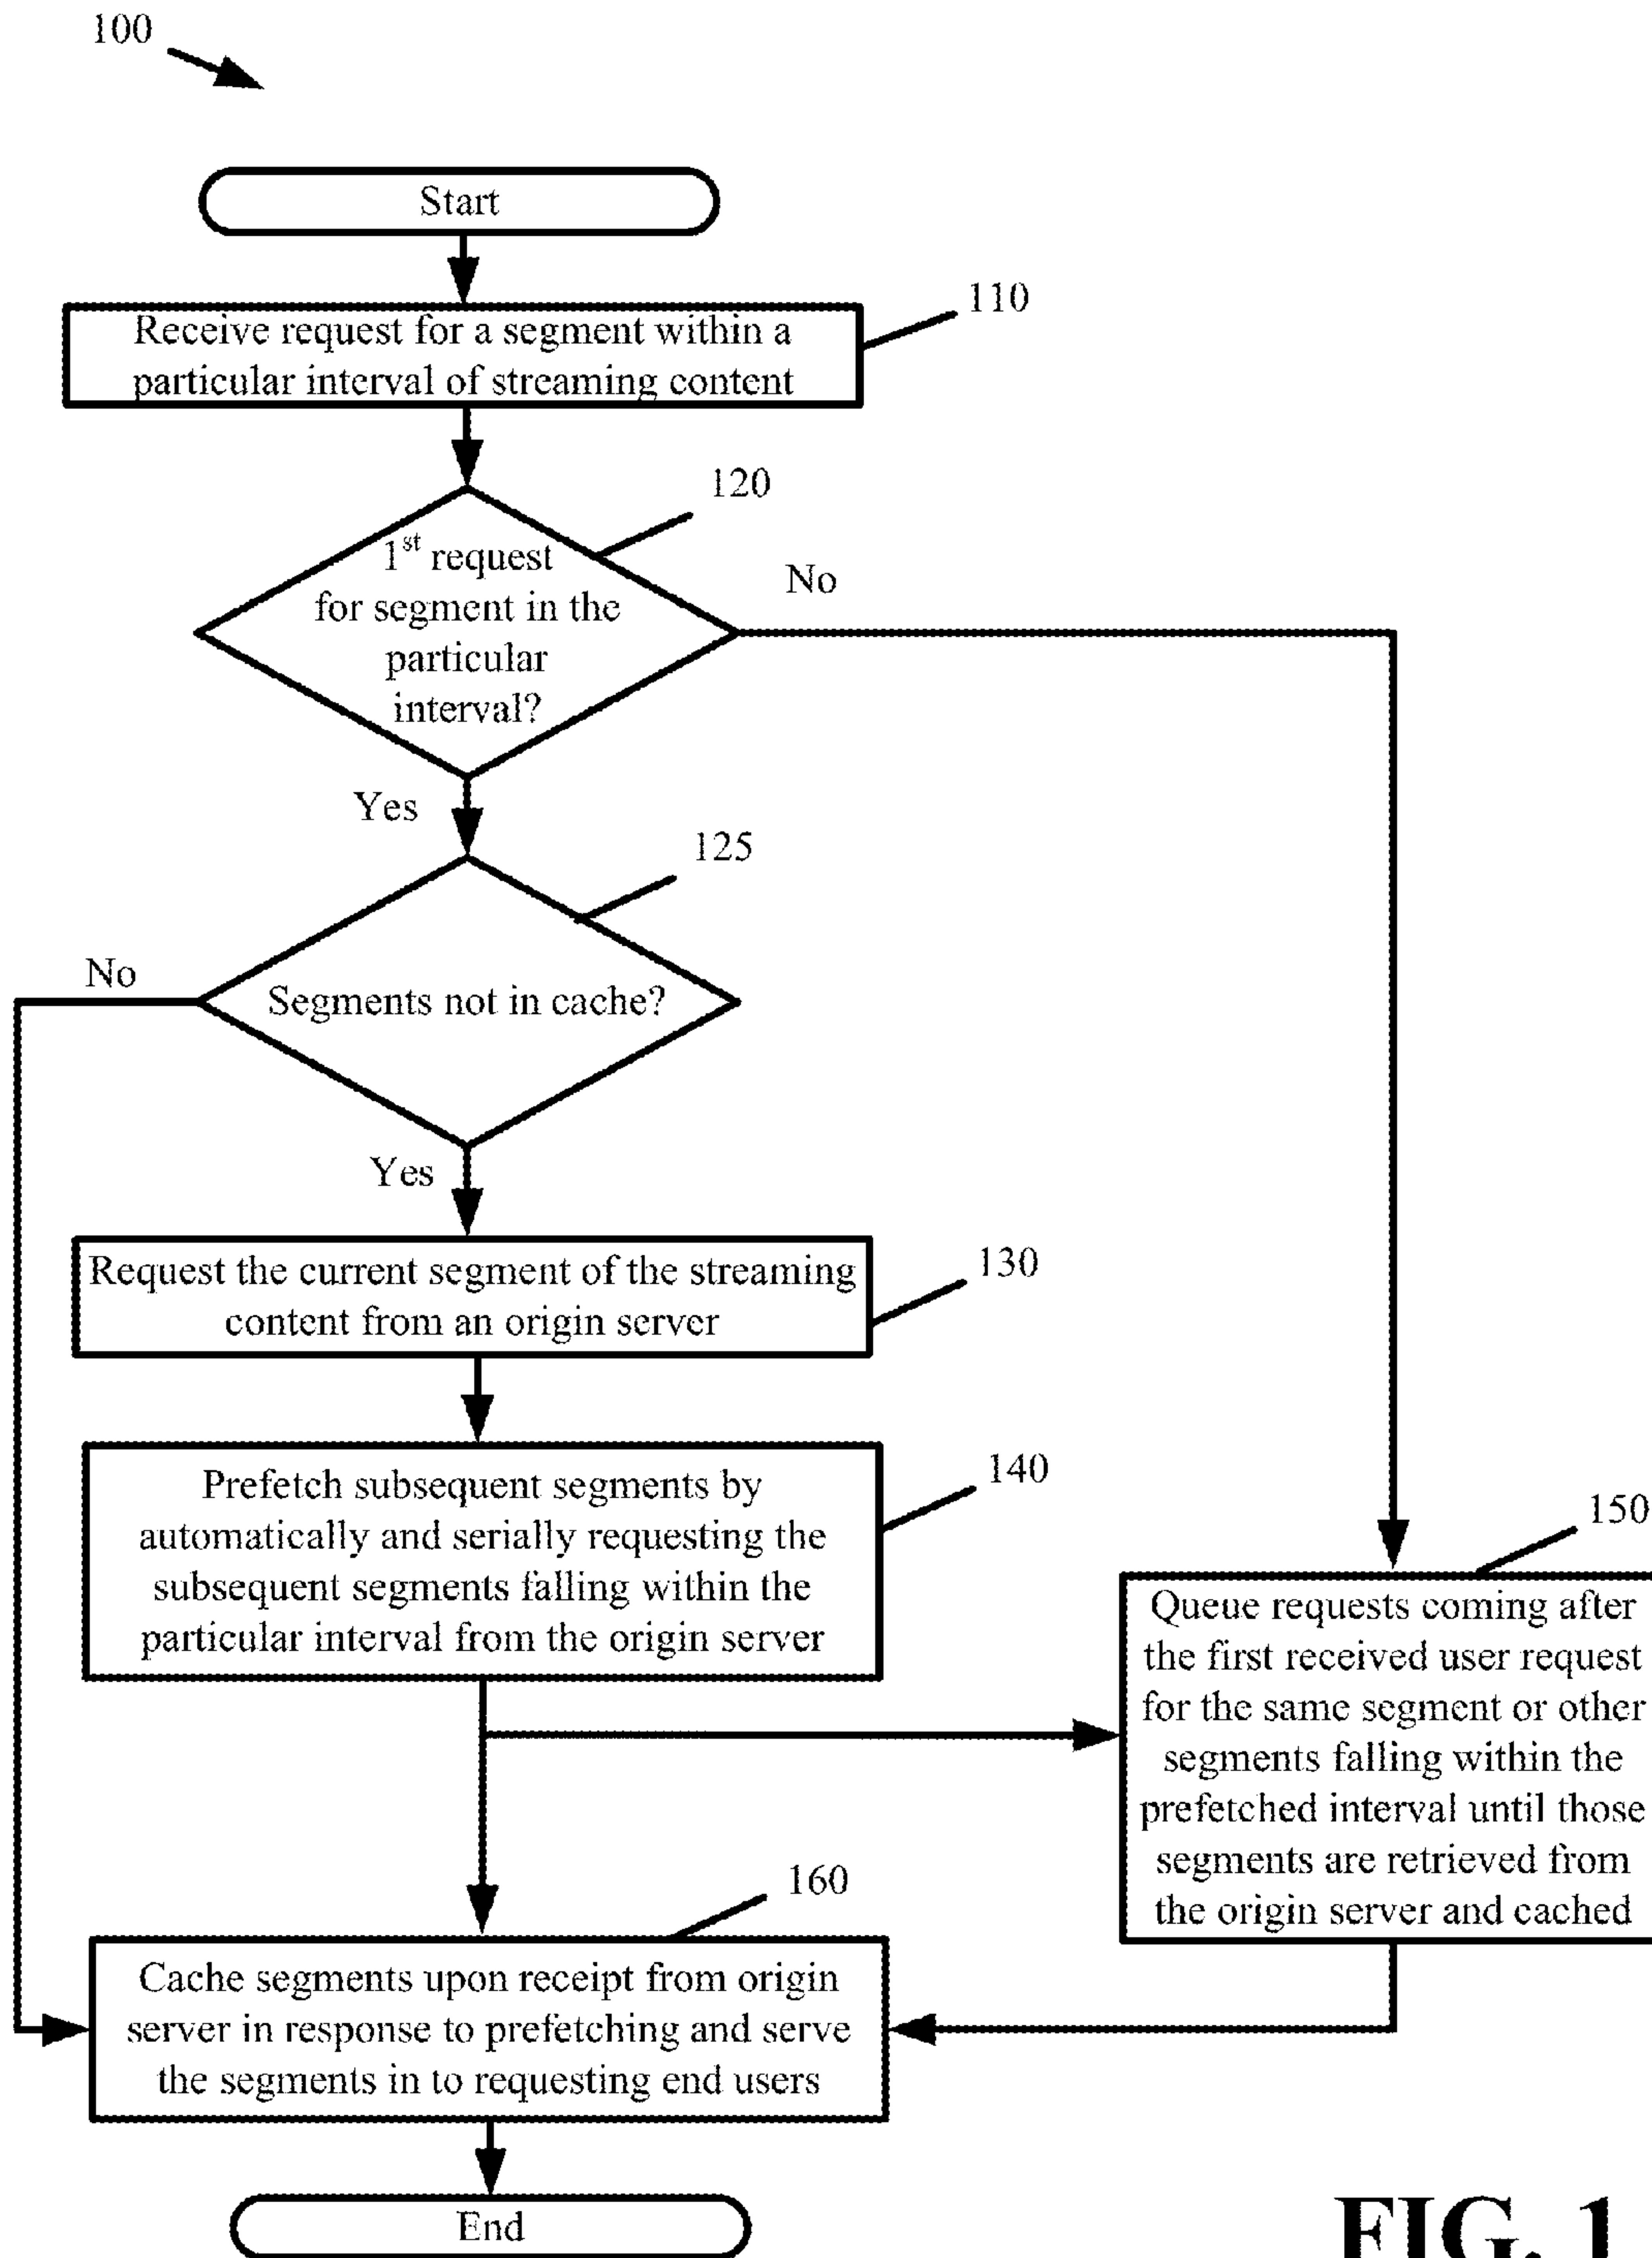 100
Start
110
Receive request for a segment within a
particular interval of streaming content
120
1st request
for segment in the
particular
interval?
No
Yes
125
No
Segments not in cache?
Yes
130
Request the current segment of the streaming
content from an origin server
140
Prefetch subsequent segments by
automatically and serially requesting the
subsequent segments falling within the
particular interval from the origin server
150
Queue requests coming after
the first received user request
for the same segment or other
segments falling within the
prefetched interval until those
segments are retrieved from
the origin server and cached
160
Cache segments upon receipt from origin
server in response to prefetching and serve
the segments in to requesting end users
End
FIG. 1